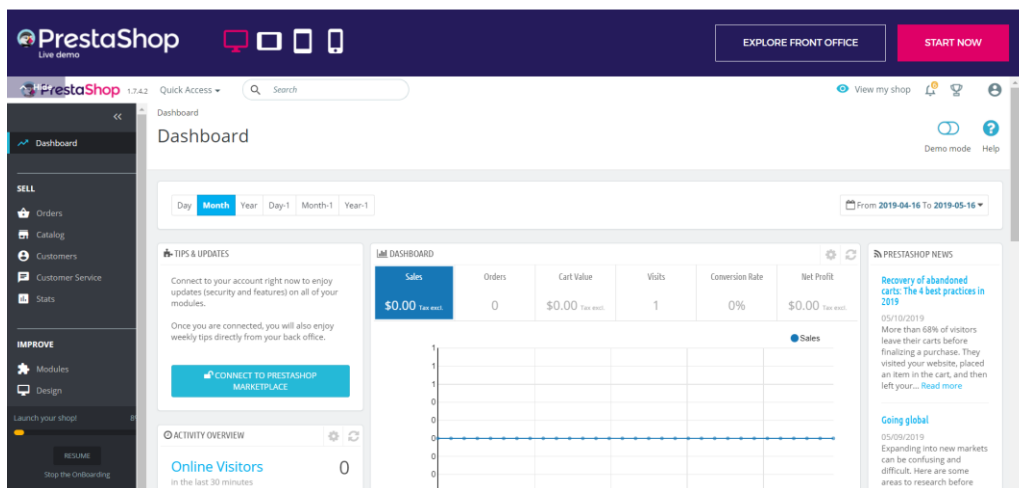 PrestaShop
Live demo
EXPLORE FRONT OFFICE
START NOW
Hide
PrestaShop 1.7.4.2 Quick Access Search
View my shop
Dashboard
Dashboard
Demo mode Help
Dashboard
SELL
Orders
Catalog
Customers
Customer Service
Stats
IMPROVE
Modules
Design
Launch your shop!
RESUME
Stop the OnBoarding
Day Month Year Day-1 Month-1 Year-1
From 2019-04-16 To 2019-05-16
TIPS & UPDATES
Connect to your account right now to enjoy
updates (security and features) on all of your
modules.
Once you are connected, you will also enjoy
weekly tips directly from your back office.
CONNECT TO PRESTASHOP
MARKETPLACE
ACTIVITY OVERVIEW
Online Visitors 0
in the last 30 minutes
DASHBOARD
Sales Orders Cart Value Visits Conversion Rate Net Profit
$0.00 Tax excl. 0 $0.00 Tax excl. 1 0% $0.00 Tax excl.
Sales
1
1
1
0
0
0
0
0
PRESTASHOP NEWS
Recovery of abandoned
carts: The 4 best practices in
2019
05/10/2019
More than 68% of visitors
leave their carts before
finalizing a purchase. They
visited your website, placed
an item in the cart, and then
left your... Read more
Going global
05/09/2019
Expanding into new markets
can be confusing and
difficult. Here are some
areas to research before